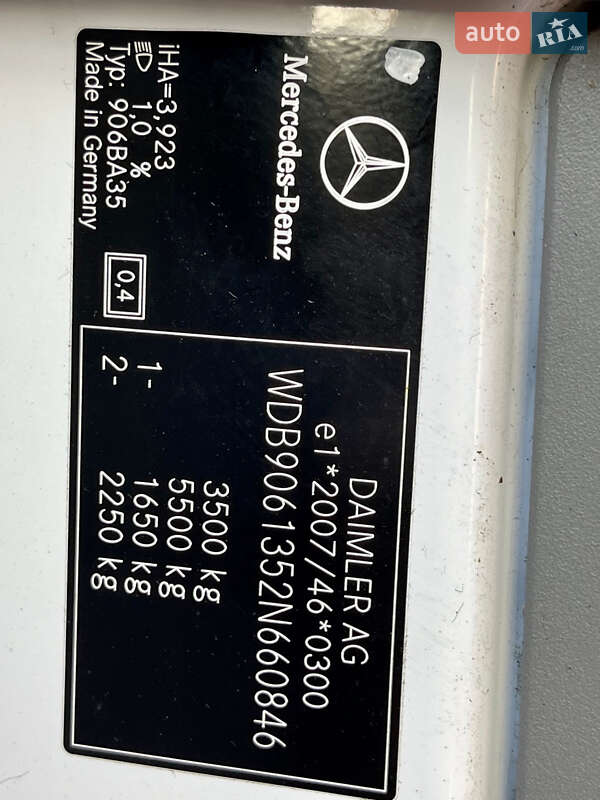 auto RIA .com
Mercedes-Benz
iHA=3,923
1,0 %
Typ: 906BA35
Made in Germany
0,4
DAIMLER AG
e1*2007/46*0300
WDB9061352N660846
3500 kg
5500 kg
1- 1650 kg
2- 2250 kg